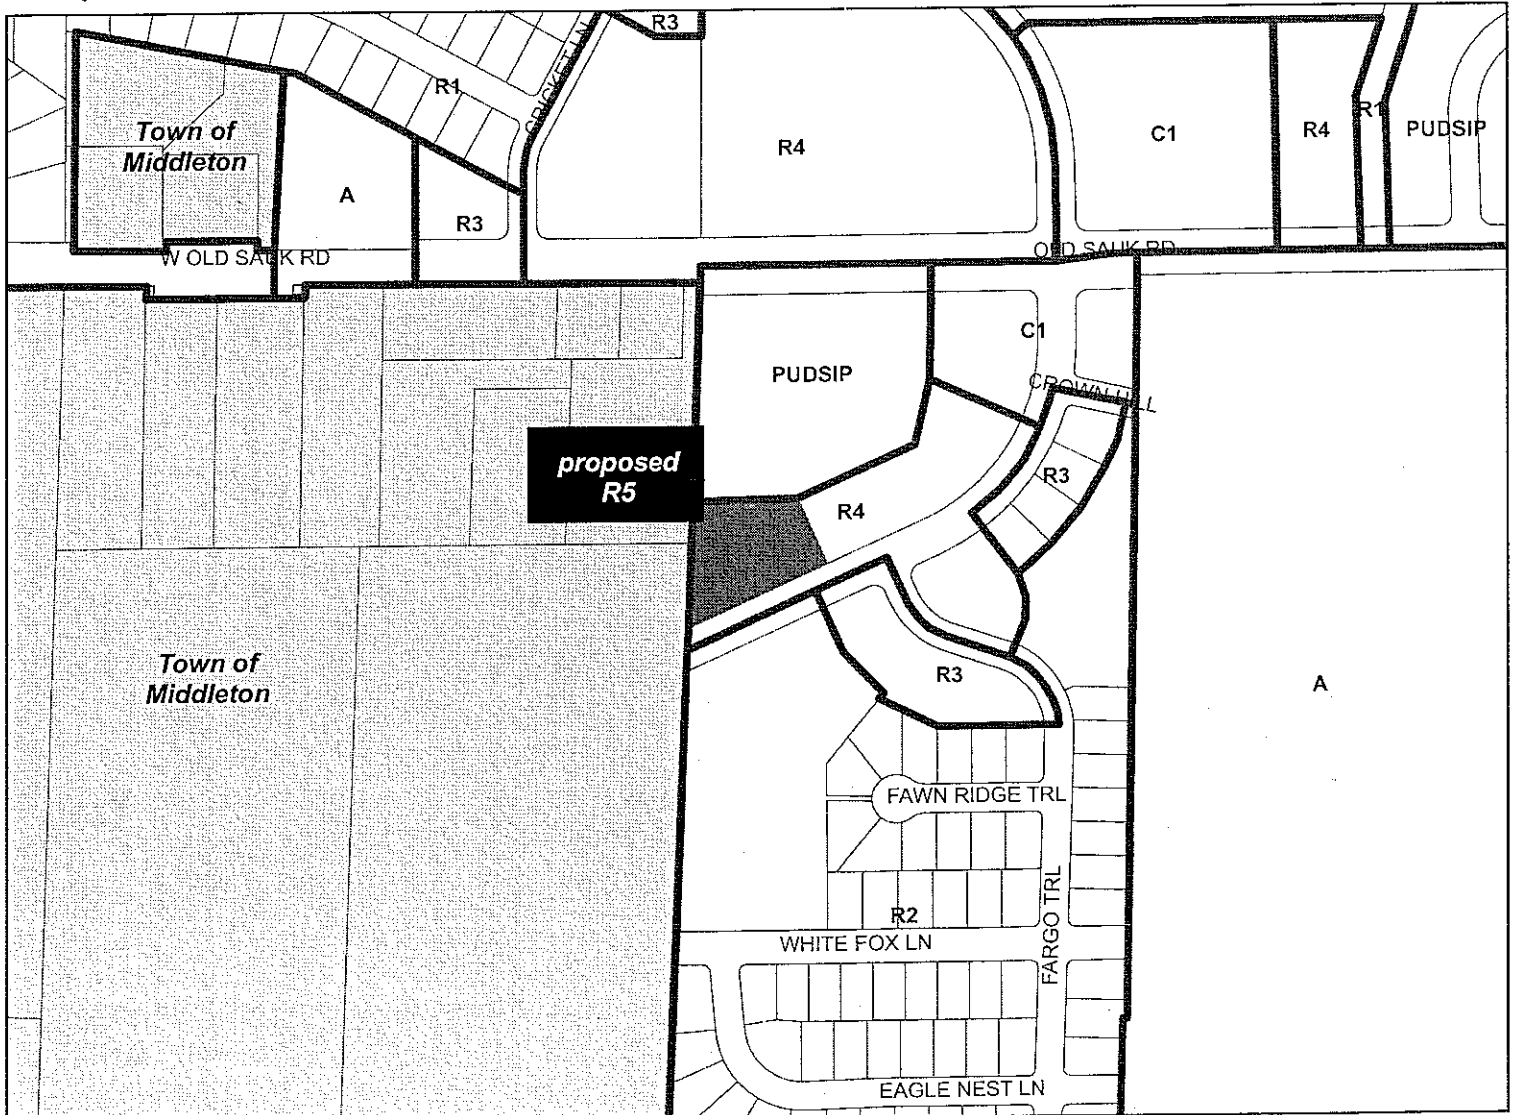 R3
CRICKET LN
R1
Town of
Middleton
R4
C1
R4
R1
PUDSIP
A
R3
W OLD SAUK RD
OLD SAUK RD
C1
PUDSIP
CROWN HILL
proposed
R5
R3
R4
Town of
Middleton
R3
A
FAWN RIDGE TRL
FARGO TRL
R2
WHITE FOX LN
EAGLE NEST LN